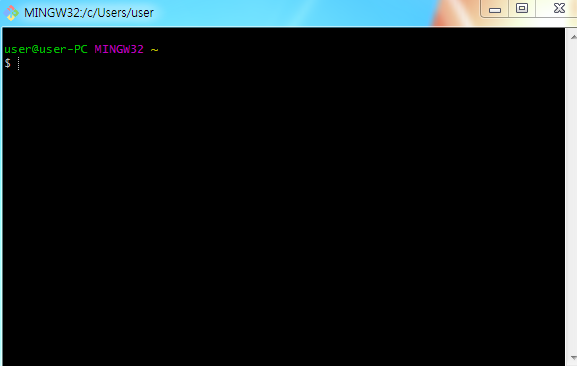 MINGW32:/c/Users/user
user@user-PC MINGW32 ~
$